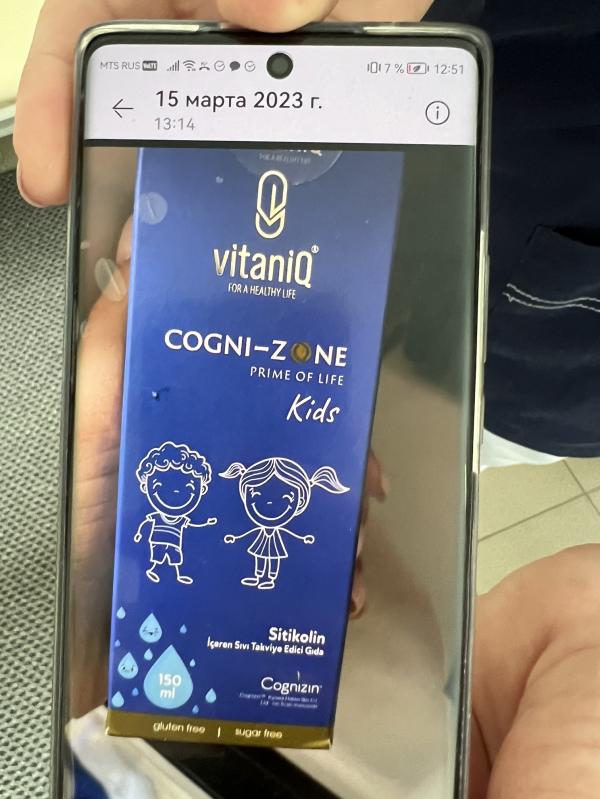 MTS RUS VoLTE 7 % 12:51
15 марта 2023 г.
13:14
vitaniQ®
FOR A HEALTHY LIFE
COGNI-ZONE
PRIME OF LIFE
Kids
Sitikolin
İçeren Sıvı Takviye Edici Gıda
150
ml
Cognizin
gluten free | sugar free